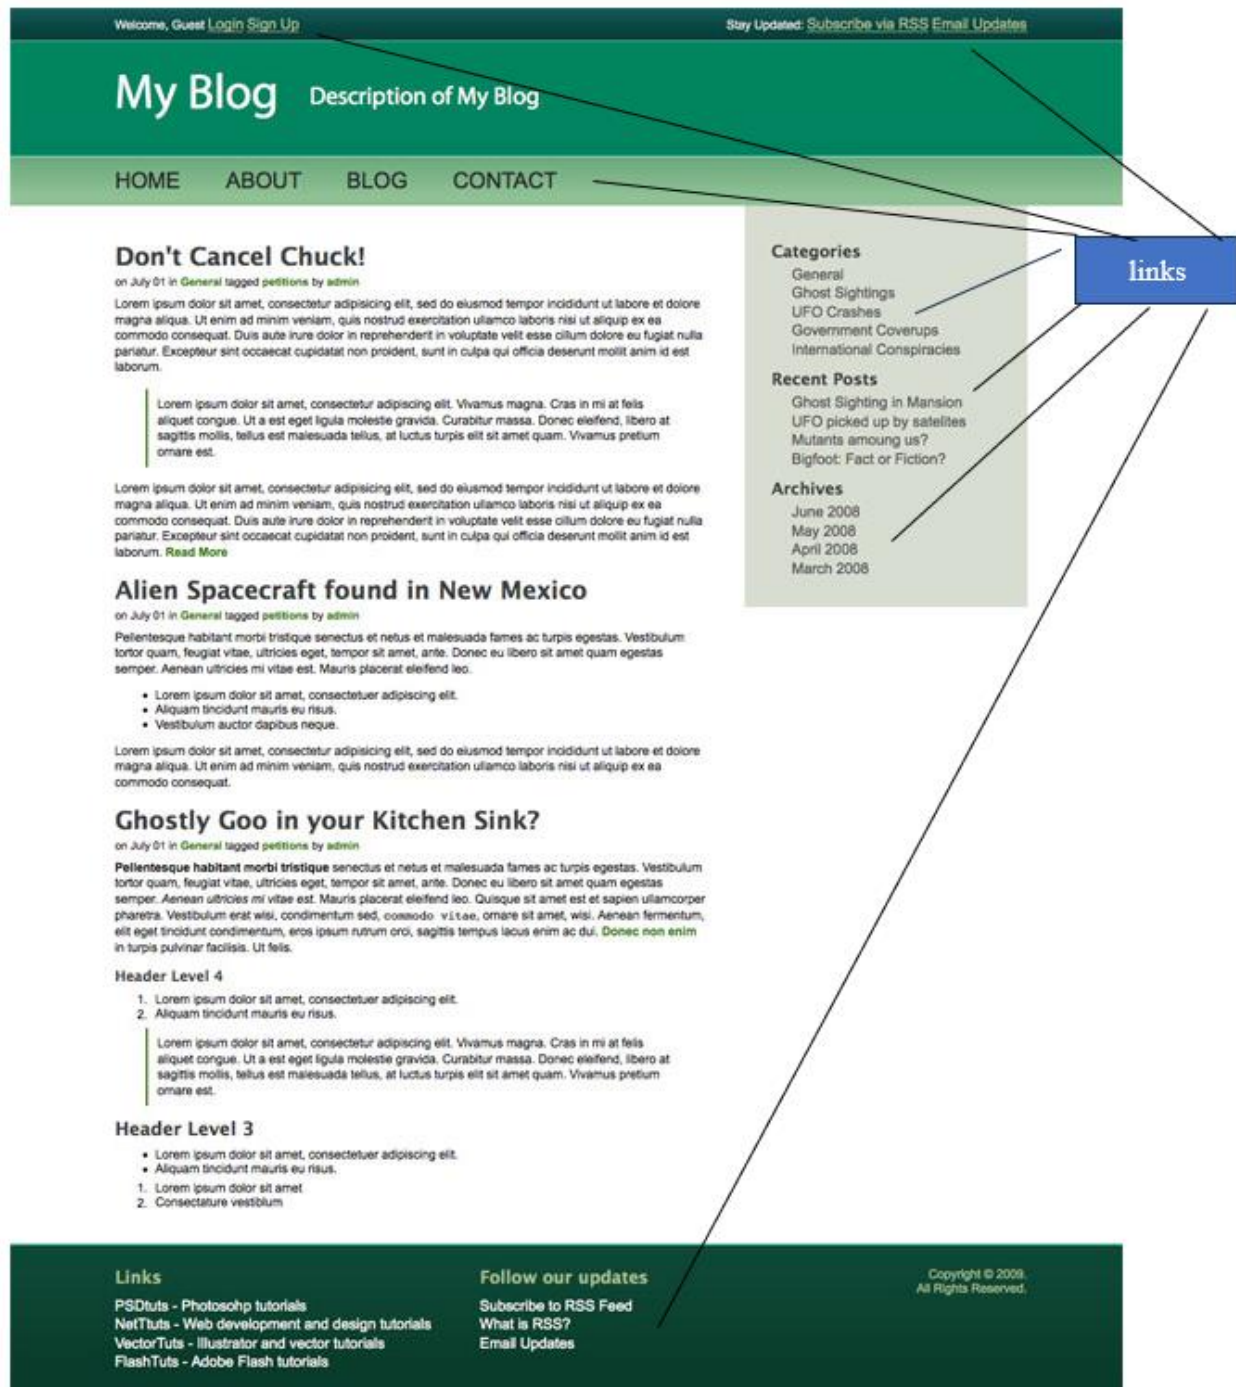 Welcome, Guest Login Sign Up
Stay Updated: Subscribe via RSS Email Updates
My Blog Description of My Blog
HOME ABOUT BLOG CONTACT
links
Don't Cancel Chuck!
on July 01 in General tagged petitions by admin
Lorem ipsum dolor sit amet, consectetur adipisicing elit, sed do eiusmod tempor incididunt ut labore et dolore
magna aliqua. Ut enim ad minim veniam, quis nostrud exercitation ullamco laboris nisi ut aliquip ex ea
commodo consequat. Duis aute irure dolor in reprehenderit in voluptate velit esse cillum dolore eu fugiat nulla
pariatur. Excepteur sint occaecat cupidatat non proident, sunt in culpa qui officia deserunt mollit anim id est
laborum.
Lorem ipsum dolor sit amet, consectetur adipiscing elit. Vivamus magna. Cras in mi at felis
aliquet congue. Ut a est eget ligula molestie gravida. Curabitur massa. Donec eleifend, libero at
sagittis mollis, tellus est malesuada tellus, at luctus turpis elit sit amet quam. Vivamus pretium
ornare est.
Lorem ipsum dolor sit amet, consectetur adipisicing elit, sed do eiusmod tempor incididunt ut labore et dolore
magna aliqua. Ut enim ad minim veniam, quis nostrud exercitation ullamco laboris nisi ut aliquip ex ea
commodo consequat. Duis aute irure dolor in reprehenderit in voluptate velit esse cillum dolore eu fugiat nulla
pariatur. Excepteur sint occaecat cupidatat non proident, sunt in culpa qui officia deserunt mollit anim id est
laborum. Read More
Alien Spacecraft found in New Mexico
on July 01 in General tagged petitions by admin
Pellentesque habitant morbi tristique senectus et netus et malesuada fames ac turpis egestas. Vestibulum
tortor quam, feugiat vitae, ultricies eget, tempor sit amet, ante. Donec eu libero sit amet quam egestas
semper. Aenean ultricies mi vitae est. Mauris placerat eleifend leo.
• Lorem ipsum dolor sit amet, consectetuer adipiscing elit.
• Aliquam tincidunt mauris eu risus.
• Vestibulum auctor dapibus neque.
Lorem ipsum dolor sit amet, consectetur adipisicing elit, sed do eiusmod tempor incididunt ut labore et dolore
magna aliqua. Ut enim ad minim veniam, quis nostrud exercitation ullamco laboris nisi ut aliquip ex ea
commodo consequat.
Ghostly Goo in your Kitchen Sink?
on July 01 in General tagged petitions by admin
Pellentesque habitant morbi tristique senectus et netus et malesuada fames ac turpis egestas. Vestibulum
tortor quam, feugiat vitae, ultricies eget, tempor sit amet, ante. Donec eu libero sit amet quam egestas
semper. Aenean ultricies mi vitae est. Mauris placerat eleifend leo. Quisque sit amet est et sapien ullamcorper
pharetra. Vestibulum erat wisi, condimentum sed, commodo vitae, ornare sit amet, wisi. Aenean fermentum,
elit eget tincidunt condimentum, eros ipsum rutrum orci, sagittis tempus lacus enim ac dui. Donec non enim
in turpis pulvinar facilisis. Ut felis.
Header Level 4
1. Lorem ipsum dolor sit amet, consectetuer adipiscing elit.
2. Aliquam tincidunt mauris eu risus.
Lorem ipsum dolor sit amet, consectetur adipiscing elit. Vivamus magna. Cras in mi at felis
aliquet congue. Ut a est eget ligula molestie gravida. Curabitur massa. Donec eleifend, libero at
sagittis mollis, tellus est malesuada tellus, at luctus turpis elit sit amet quam. Vivamus pretium
ornare est.
Header Level 3
• Lorem ipsum dolor sit amet, consectetuer adipiscing elit.
• Aliquam tincidunt mauris eu risus.
1. Lorem ipsum dolor sit amet
2. Consectature vestiblum
Categories
General
Ghost Sightings
UFO Crashes
Government Coverups
International Conspiracies
Recent Posts
Ghost Sighting in Mansion
UFO picked up by satelites
Mutants amoung us?
Bigfoot: Fact or Fiction?
Archives
June 2008
May 2008
April 2008
March 2008
Links
PSDtuts - Photosohp tutorials
NetTtuts - Web development and design tutorials
VectorTuts - Illustrator and vector tutorials
FlashTuts - Adobe Flash tutorials
Follow our updates
Subscribe to RSS Feed
What is RSS?
Email Updates
Copyright © 2009.
All Rights Reserved.